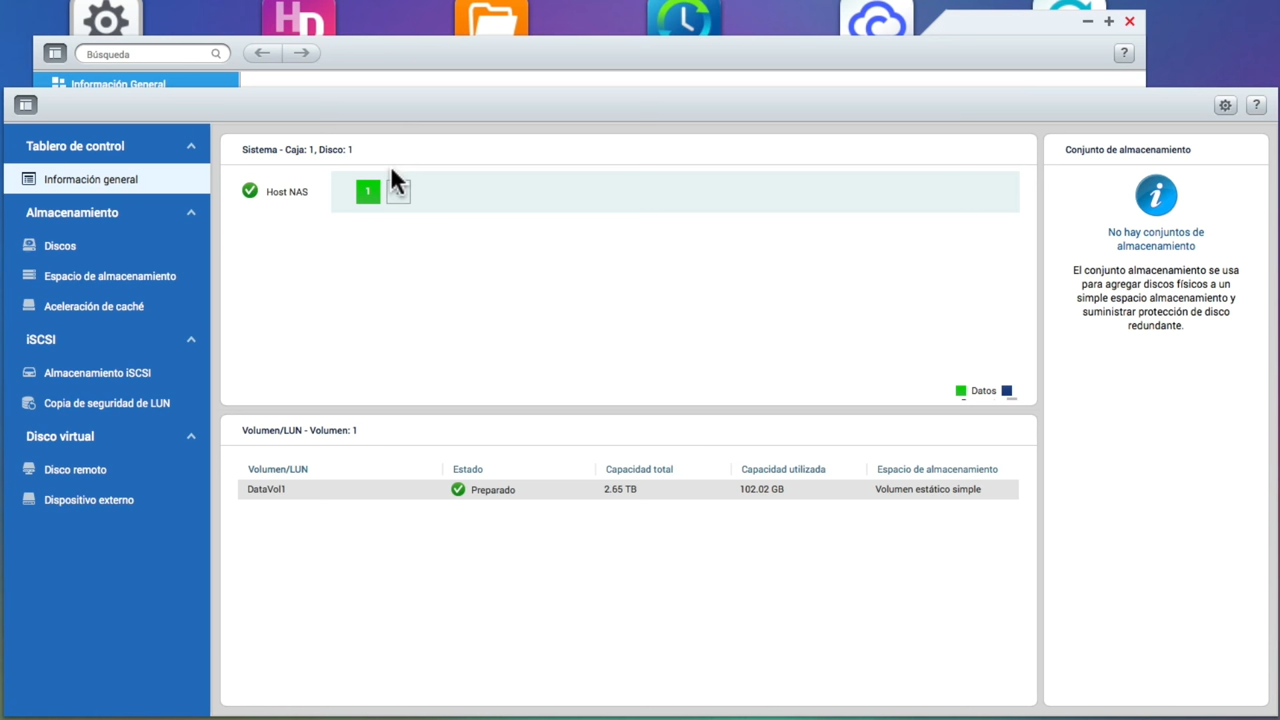 HD
Búsqueda
?
Información General
?
Tablero de control
Información general
Almacenamiento
Discos
Espacio de almacenamiento
Aceleración de caché
iSCSI
Almacenamiento iSCSI
Copia de seguridad de LUN
Disco virtual
Disco remoto
Dispositivo externo
Sistema - Caja: 1, Disco: 1
Host NAS
1
Datos
Volumen/LUN - Volumen: 1
Volumen/LUN Estado Capacidad total Capacidad utilizada Espacio de almacenamiento
DataVol1 Preparado 2.65 TB 102.02 GB Volumen estático simple
Conjunto de almacenamiento
No hay conjuntos de
almacenamiento
El conjunto almacenamiento se usa
para agregar discos físicos a un
simple espacio almacenamiento y
suministrar protección de disco
redundante.